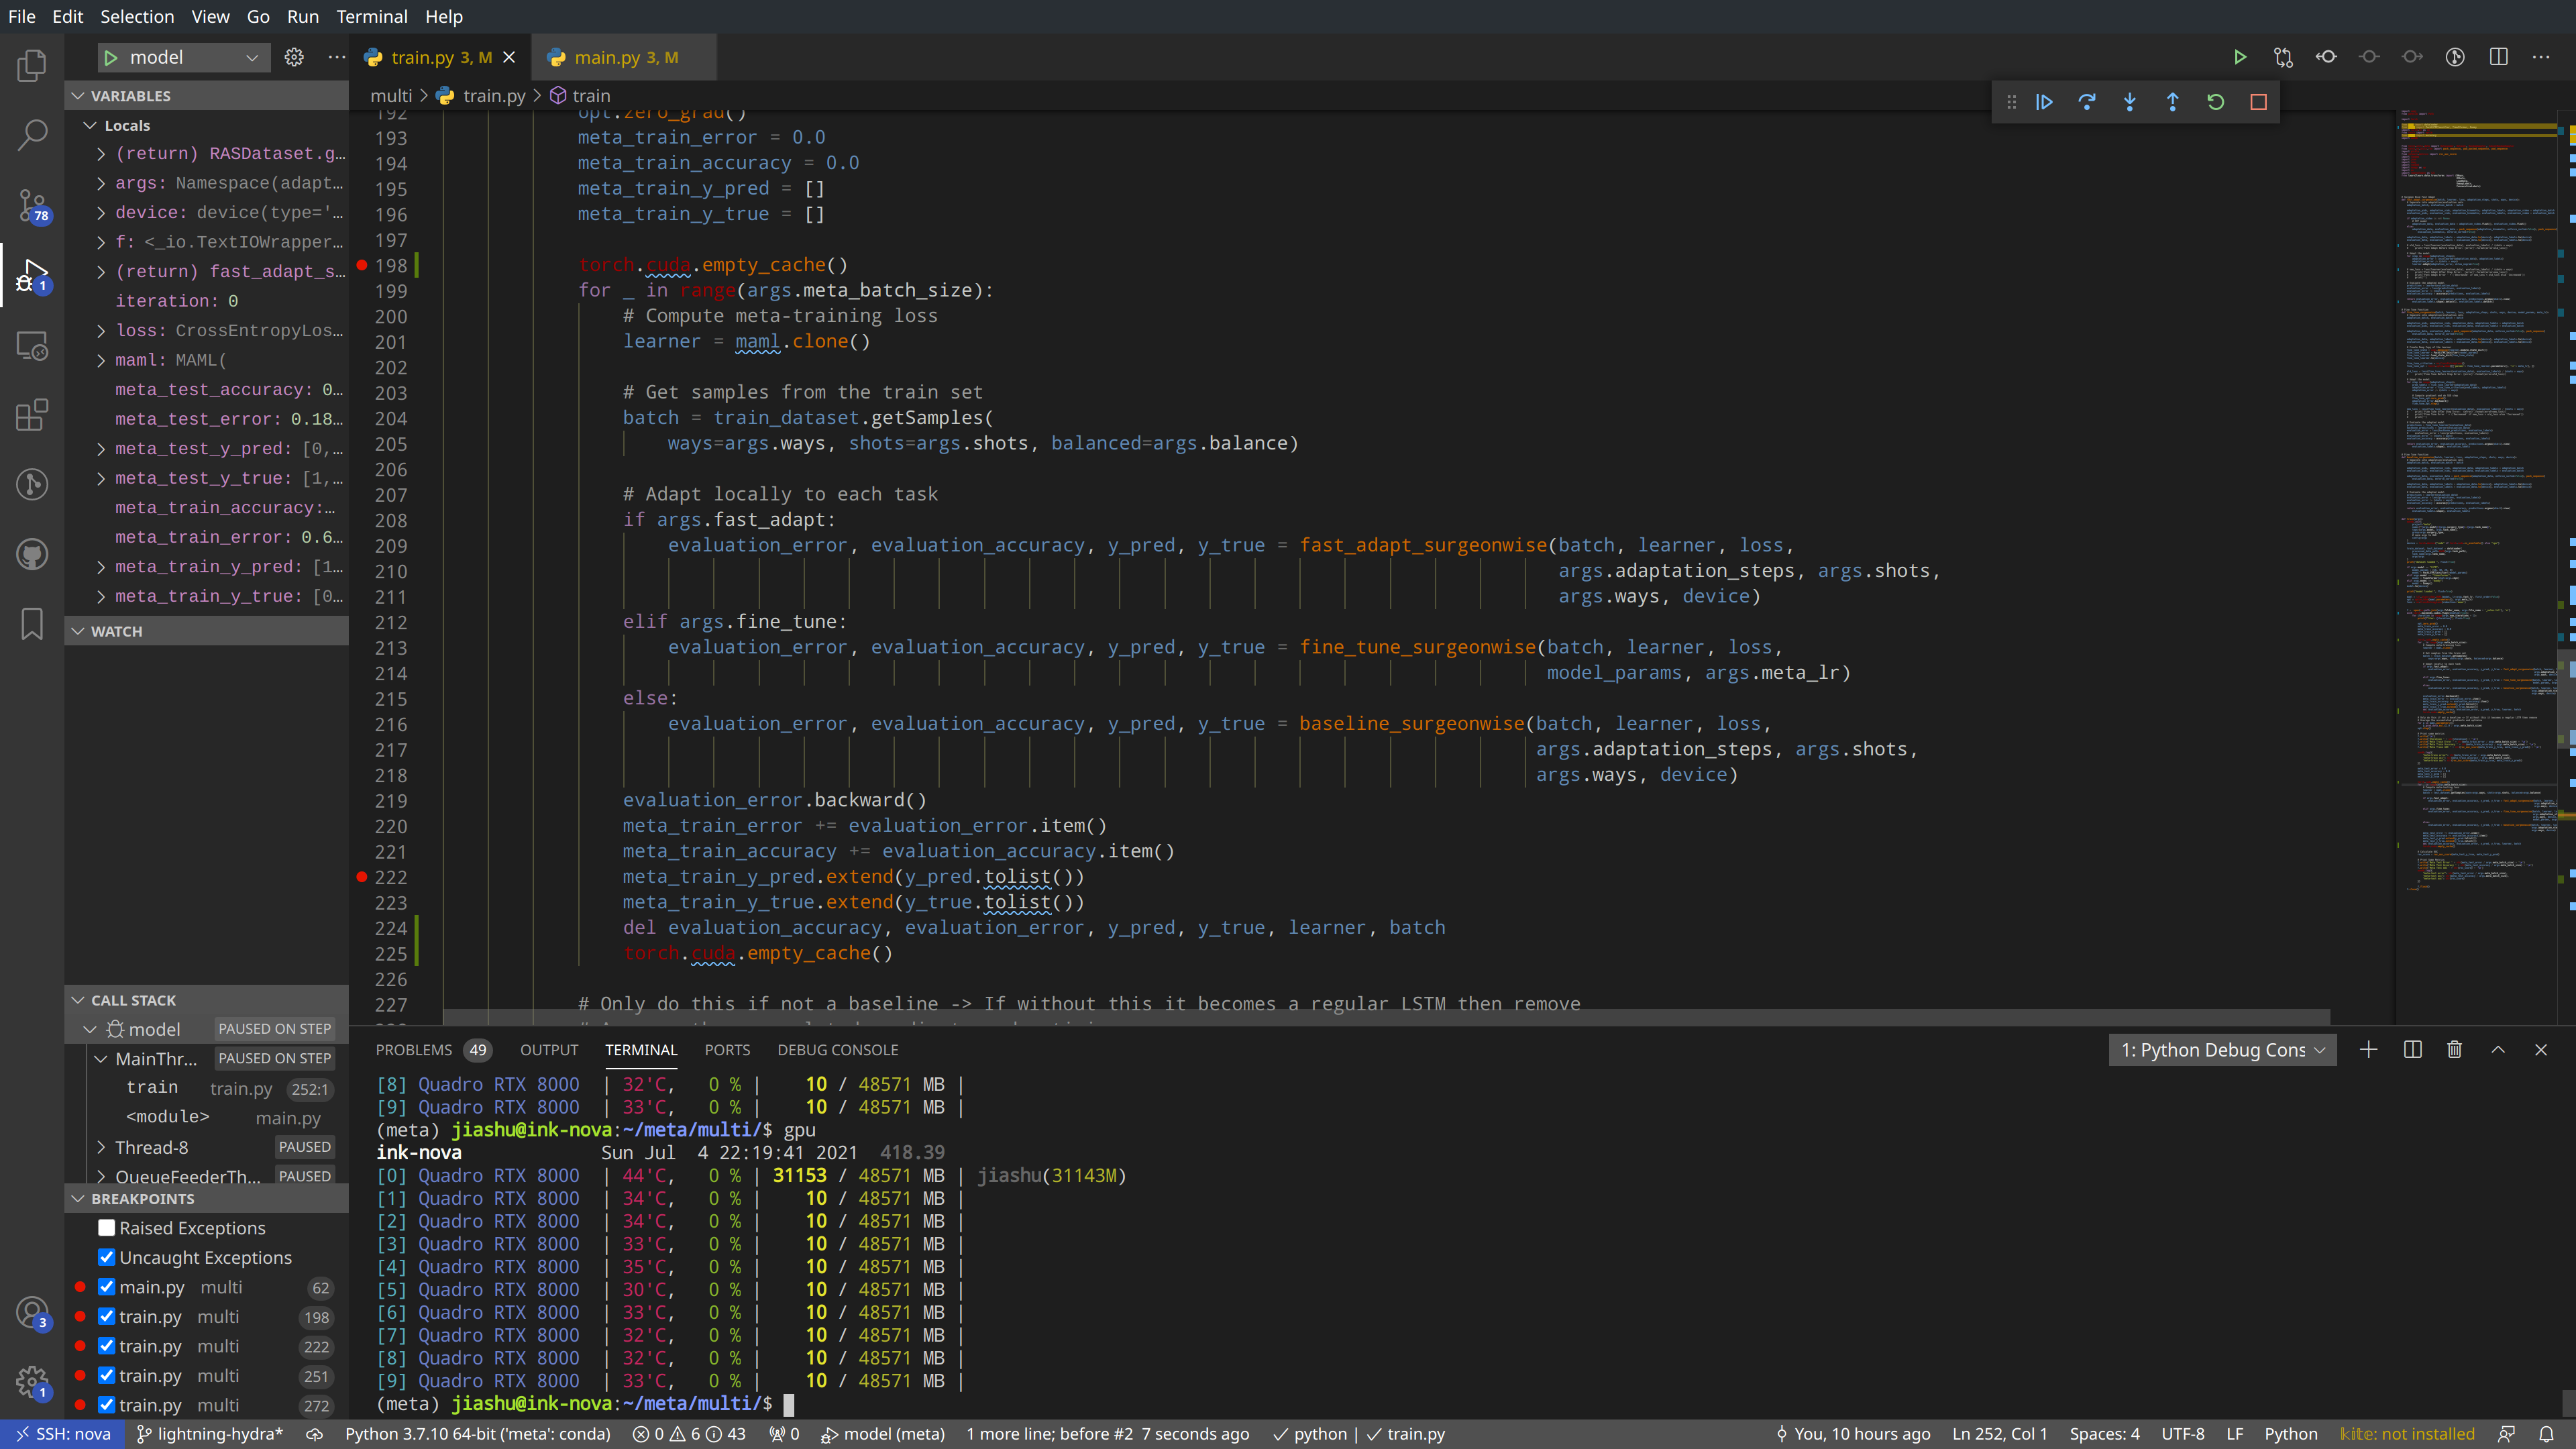 File Edit Selection View Go Run Terminal Help
model
train.py 3, M
main.py 3, M
multi > train.py > train
VARIABLES
Locals
(return) RASDataset.g…
args: Namespace(adapt…
device: device(type='…
f: <_io.TextIOWrapper…
(return) fast_adapt_s…
iteration: 0
loss: CrossEntropyLos…
maml: MAML(
meta_test_accuracy: 0…
meta_test_error: 0.18…
meta_test_y_pred: [0,…
meta_test_y_true: [1,…
meta_train_accuracy:…
meta_train_error: 0.6…
meta_train_y_pred: [1…
meta_train_y_true: [0…
WATCH
CALL STACK
model PAUSED ON STEP
MainThr… PAUSED ON STEP
train train.py 252:1
<module> main.py
Thread-8 PAUSED
QueueFeederTh… PAUSED
BREAKPOINTS
Raised Exceptions
Uncaught Exceptions
main.py multi 62
train.py multi 198
train.py multi 222
train.py multi 251
train.py multi 272
78
1
3
1
192 opt.zero_grad()
193 meta_train_error = 0.0
194 meta_train_accuracy = 0.0
195 meta_train_y_pred = []
196 meta_train_y_true = []
197
198 torch.cuda.empty_cache()
199 for _ in range(args.meta_batch_size):
200 # Compute meta-training loss
201 learner = maml.clone()
202
203 # Get samples from the train set
204 batch = train_dataset.getSamples(
205 ways=args.ways, shots=args.shots, balanced=args.balance)
206
207 # Adapt locally to each task
208 if args.fast_adapt:
209 evaluation_error, evaluation_accuracy, y_pred, y_true = fast_adapt_surgeonwise(batch, learner, loss,
210 args.adaptation_steps, args.shots,
211 args.ways, device)
212 elif args.fine_tune:
213 evaluation_error, evaluation_accuracy, y_pred, y_true = fine_tune_surgeonwise(batch, learner, loss,
214 model_params, args.meta_lr)
215 else:
216 evaluation_error, evaluation_accuracy, y_pred, y_true = baseline_surgeonwise(batch, learner, loss,
217 args.adaptation_steps, args.shots,
218 args.ways, device)
219 evaluation_error.backward()
220 meta_train_error += evaluation_error.item()
221 meta_train_accuracy += evaluation_accuracy.item()
222 meta_train_y_pred.extend(y_pred.tolist())
223 meta_train_y_true.extend(y_true.tolist())
224 del evaluation_accuracy, evaluation_error, y_pred, y_true, learner, batch
225 torch.cuda.empty_cache()
226
227 # Only do this if not a baseline -> If without this it becomes a regular LSTM then remove
PROBLEMS 49 OUTPUT TERMINAL PORTS DEBUG CONSOLE
1: Python Debug Cons
[8] Quadro RTX 8000 | 32'C, 0 % | 10 / 48571 MB |
[9] Quadro RTX 8000 | 33'C, 0 % | 10 / 48571 MB |
(meta) jiashu@ink-nova:~/meta/multi/$ gpu
ink-nova Sun Jul 4 22:19:41 2021 418.39
[0] Quadro RTX 8000 | 44'C, 0 % | 31153 / 48571 MB | jiashu(31143M)
[1] Quadro RTX 8000 | 34'C, 0 % | 10 / 48571 MB |
[2] Quadro RTX 8000 | 34'C, 0 % | 10 / 48571 MB |
[3] Quadro RTX 8000 | 33'C, 0 % | 10 / 48571 MB |
[4] Quadro RTX 8000 | 35'C, 0 % | 10 / 48571 MB |
[5] Quadro RTX 8000 | 30'C, 0 % | 10 / 48571 MB |
[6] Quadro RTX 8000 | 33'C, 0 % | 10 / 48571 MB |
[7] Quadro RTX 8000 | 32'C, 0 % | 10 / 48571 MB |
[8] Quadro RTX 8000 | 32'C, 0 % | 10 / 48571 MB |
[9] Quadro RTX 8000 | 33'C, 0 % | 10 / 48571 MB |
(meta) jiashu@ink-nova:~/meta/multi/$
SSH: nova lightning-hydra* Python 3.7.10 64-bit ('meta': conda) 0 6 43 0 model (meta) 1 more line; before #2 7 seconds ago python | train.py You, 10 hours ago Ln 252, Col 1 Spaces: 4 UTF-8 LF Python kite: not installed